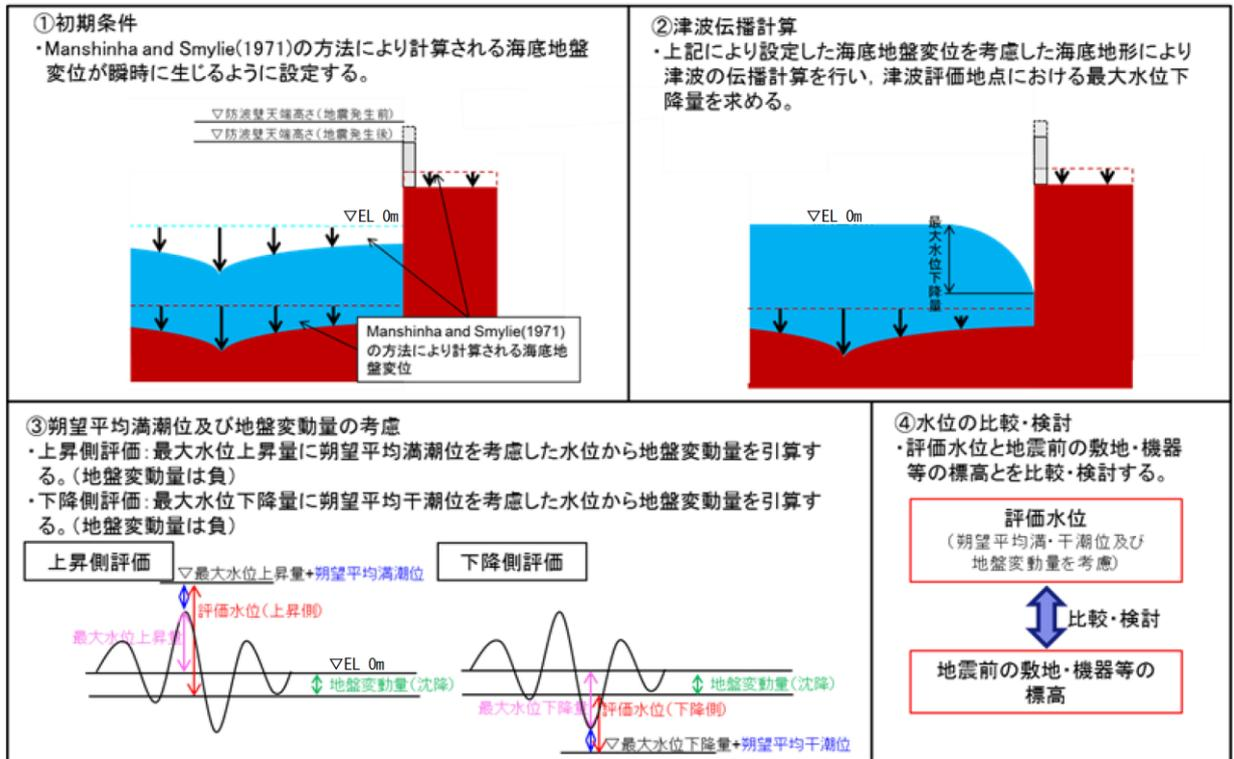 ①初期条件
・Manshinha and Smylie(1971)の方法により計算される海底地盤
変位が瞬時に生じるように設定する。
▽防波壁天端高さ(地震発生前)
▽防波壁天端高さ(地震発生後)
▽EL 0m
Manshinha and Smylie(1971)
の方法により計算される海底地
盤変位
②津波伝播計算
・上記により設定した海底地盤変位を考慮した海底地形により
津波の伝播計算を行い，津波評価地点における最大水位下
降量を求める。
▽EL 0m
最大水位下降量
③朔望平均満潮位及び地盤変動量の考慮
・上昇側評価：最大水位上昇量に朔望平均満潮位を考慮した水位から地盤変動量を引算す
る。(地盤変動量は負)
・下降側評価：最大水位下降量に朔望平均干潮位を考慮した水位から地盤変動量を引算す
る。(地盤変動量は負)
上昇側評価
▽最大水位上昇量+朔望平均満潮位
評価水位(上昇側)
最大水位上昇量
▽EL 0m
地盤変動量(沈降)
下降側評価
地盤変動量(沈降)
最大水位下降量
評価水位(下降側)
▽最大水位下降量+朔望平均干潮位
④水位の比較・検討
・評価水位と地震前の敷地・機器
等の標高とを比較・検討する。
評価水位
(朔望平均満・干潮位及び
地盤変動量を考慮)
比較・検討
地震前の敷地・機器等の
標高